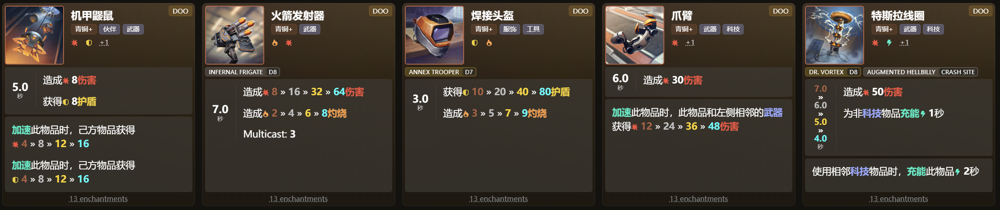 机甲鼹鼠
DOO
青铜+ 伙伴 武器
+1
5.0
秒
造成 8伤害
获得 8护盾
加速此物品时，己方物品获得
4 » 8 » 12 » 16
加速此物品时，己方物品获得
4 » 8 » 12 » 16
13 enchantments
火箭发射器
DOO
青铜+ 武器
INFERNAL FRIGATE D8
7.0
秒
造成 8 » 16 » 32 » 64伤害
造成 2 » 4 » 6 » 8灼烧
Multicast: 3
13 enchantments
焊接头盔
DOO
青铜+ 服饰 工具
ANNEX TROOPER D7
3.0
秒
获得 10 » 20 » 40 » 80护盾
造成 3 » 5 » 7 » 9灼烧
13 enchantments
爪臂
DOO
青铜+ 武器 科技
+1
6.0
秒
造成 30伤害
加速此物品时，此物品和左侧相邻的武器
获得 12 » 24 » 36 » 48伤害
13 enchantments
特斯拉线圈
DOO
青铜+ 武器 科技
+1
DR. VORTEX D8 AUGMENTED HELLBILLY CRASH SITE
7.0
»
6.0
»
5.0
»
4.0
秒
造成 50伤害
为非科技物品充能 1秒
使用相邻科技物品时，充能此物品 2秒
13 enchantments